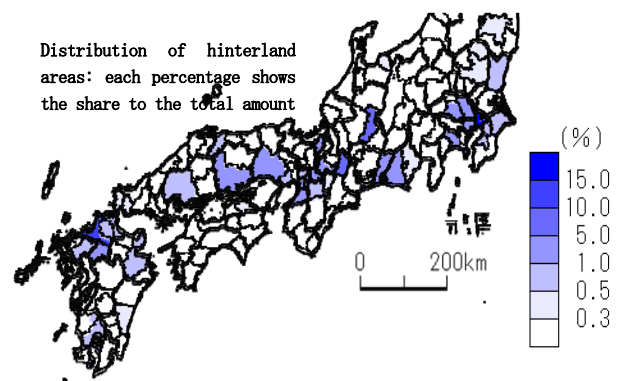 Distribution of hinterland
areas: each percentage shows
the share to the total amount
(%)
15.0
10.0
5.0
1.0
0.5
0.3
0 200km